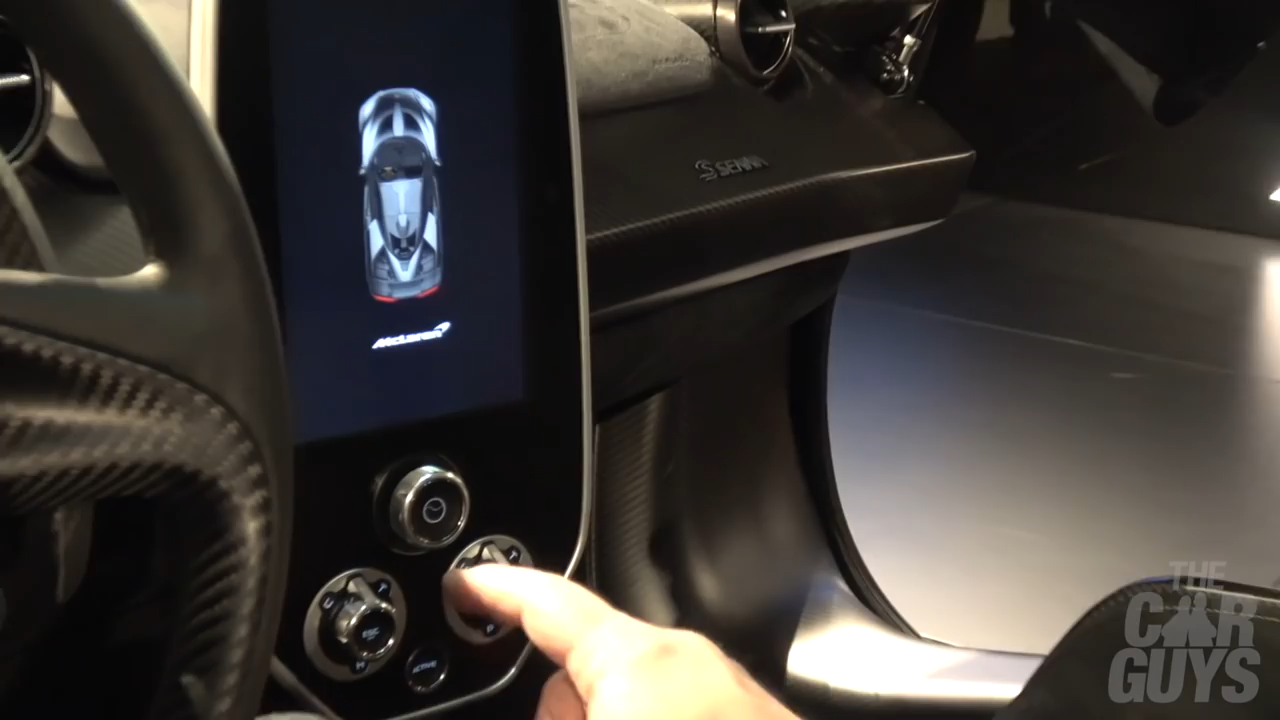 S SENNA
McLaren
T
ESC
H
T
P
ACTIVE
THE
CAR
GUYS